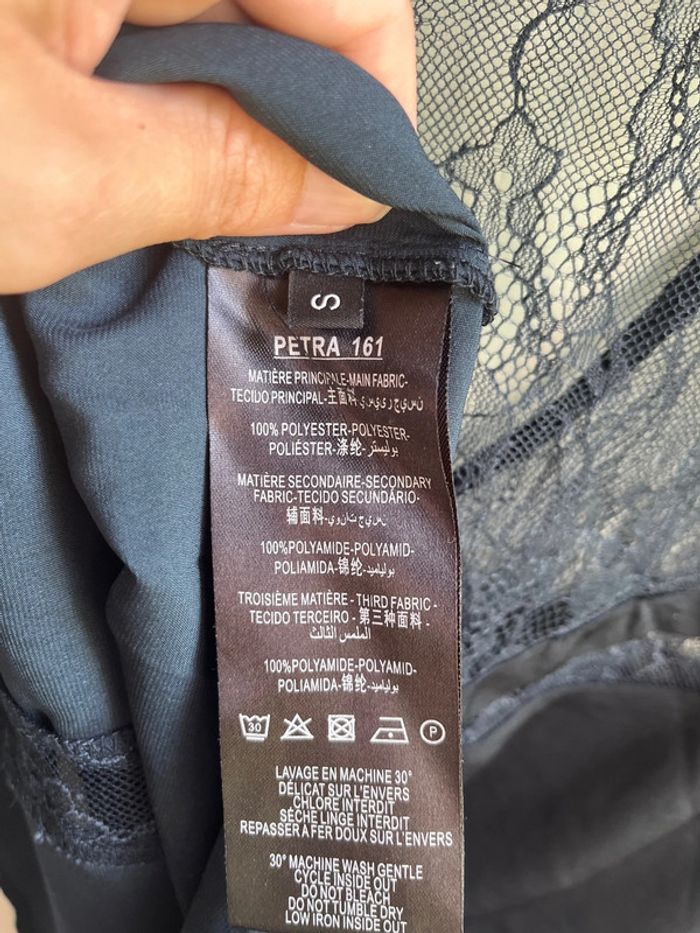 S
PETRA 161
MATIÈRE PRINCIPALE-MAIN FABRIC-
TECIDO PRINCIPAL-主面料-
100% POLYESTER-POLYESTER-
POLIÉSTER-涤纶-بوليستر
MATIÈRE SECONDAIRE-SECONDARY
FABRIC-TECIDO SECUNDÁRIO-
辅面料-
100%POLYAMIDE-POLYAMID-
POLIAMIDA-锦纶-بولياميد
TROISIÈME MATIÈRE - THIRD FABRIC -
TECIDO TERCEIRO - 第三种面料 -
الملمس الثالث
100%POLYAMIDE-POLYAMID-
POLIAMIDA-锦纶-بولياميد
30 P
LAVAGE EN MACHINE 30°
DÉLICAT SUR L'ENVERS
CHLORE INTERDIT
SÈCHE LINGE INTERDIT
REPASSER A FER DOUX SUR L'ENVERS
30° MACHINE WASH GENTLE
CYCLE INSIDE OUT
DO NOT BLEACH
DO NOT TUMBLE DRY
LOW IRON INSIDE OUT